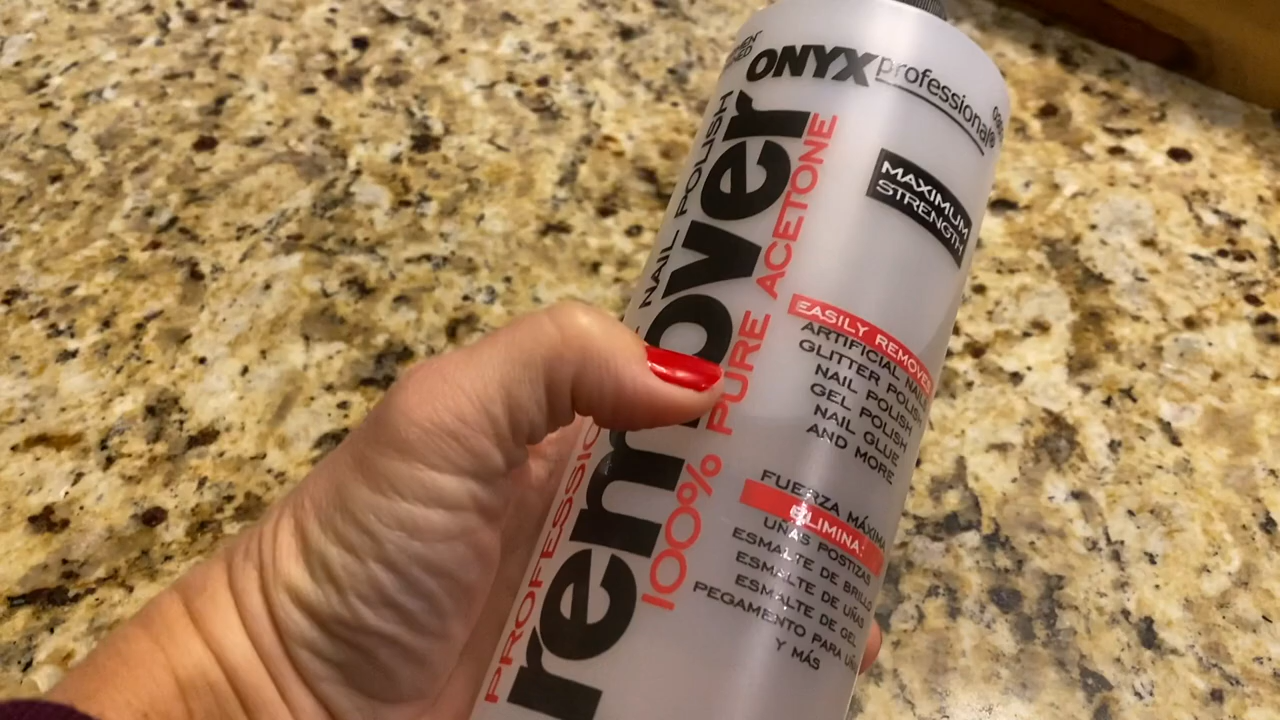 ONYX professional®
PROFESSIO
NAIL POLISH
remover
100% PURE ACETONE
MAXIMUM
STRENGTH
EASILY REMOVES
ARTIFICIAL NAILS
GLITTER POLISH
NAIL POLISH
GEL POLISH
NAIL GLUE
AND MORE
FUERZA MÁXIMA
ELIMINA:
UÑAS POSTIZAS
ESMALTE DE BRILLO
ESMALTE DE UÑAS
ESMALTE DE GEL
PEGAMENTO PARA UÑ
Y MÁS